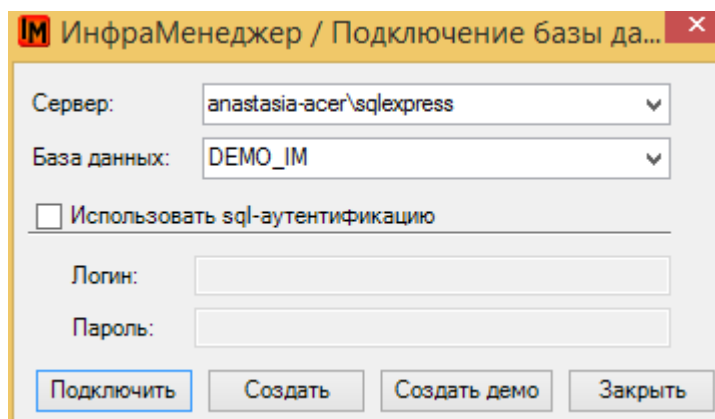 IM ИнфраМенеджер / Подключение базы да...
Сервер: anastasia-acer\sqlexpress
База данных: DEMO_IM
Использовать sql-аутентификацию
Логин:
Пароль:
Подключить Создать Создать демо Закрыть